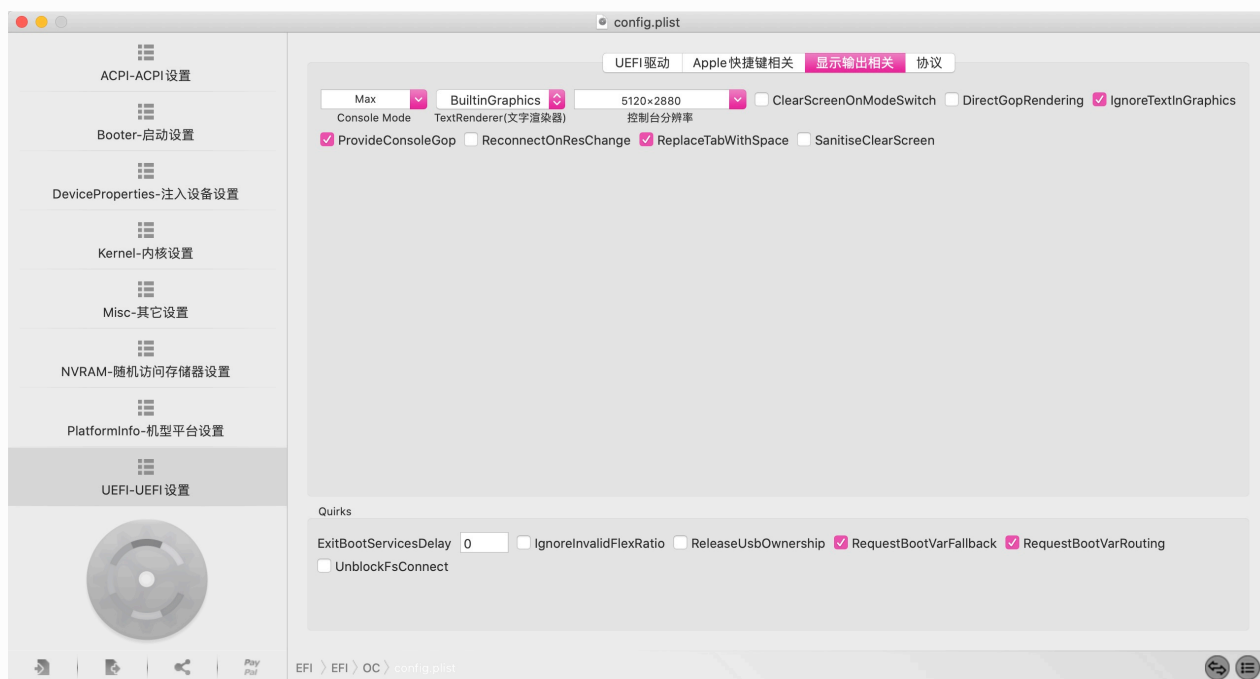 config.plist
ACPI-ACPI设置
Booter-启动设置
DeviceProperties-注入设备设置
Kernel-内核设置
Misc-其它设置
NVRAM-随机访问存储器设置
PlatformInfo-机型平台设置
UEFI-UEFI设置
Pay
Pal
UEFI驱动 Apple快捷键相关 显示输出相关 协议
Max BuiltinGraphics 5120×2880 ClearScreenOnModeSwitch DirectGopRendering IgnoreTextInGraphics
Console Mode TextRenderer(文字渲染器) 控制台分辨率
ProvideConsoleGop ReconnectOnResChange ReplaceTabWithSpace SanitiseClearScreen
Quirks
ExitBootServicesDelay 0 IgnoreInvalidFlexRatio ReleaseUsbOwnership RequestBootVarFallback RequestBootVarRouting
UnblockFsConnect
EFI 〉 EFI 〉 OC 〉 config.plist